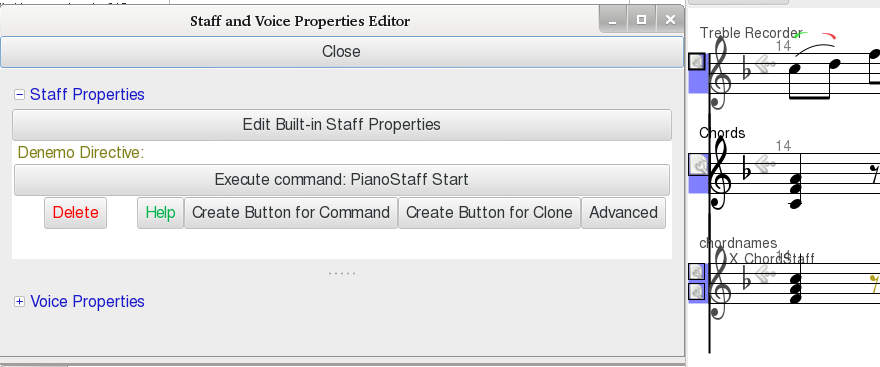 Staff and Voice Properties Editor
Close
Staff Properties
Edit Built-in Staff Properties
Denemo Directive:
Execute command: PianoStaff Start
Delete Help Create Button for Command Create Button for Clone Advanced
Voice Properties
Treble Recorder
14
Chords
14
chordnames
14
X ChordStaff